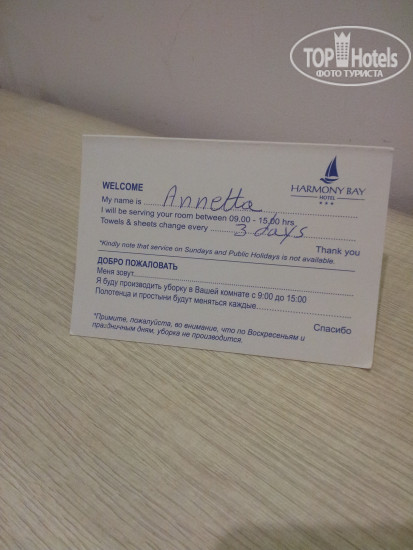 TOP Hotels
ФОТО ТУРИСТА
HARMONY BAY
HOTEL
★★★
WELCOME
My name is Annetta
I will be serving your room between 09.00 - 15.00 hrs
Towels & sheets change every 3 days
Thank you
*Kindly note that service on Sundays and Public Holidays is not available.
ДОБРО ПОЖАЛОВАТЬ
Меня зовут
Я буду производить уборку в Вашей комнате с 9:00 до 15:00
Полотенца и простыни будут меняться каждые
Спасибо
*Примите, пожалуйста, во внимание, что по Воскресеньям и
праздничным дням, уборка не производится.